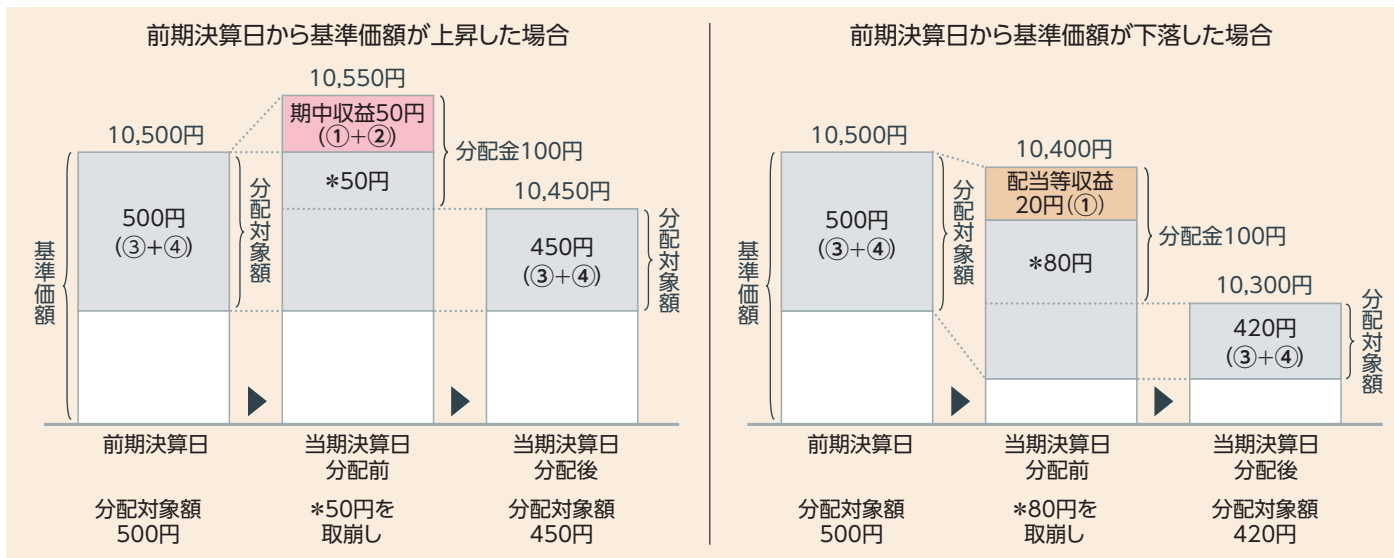 前期決算日から基準価額が上昇した場合
10,550円
期中収益50円
(①+②)
10,500円
分配金100円
*50円
10,450円
500円
(③+④)
分配対象額
450円
(③+④)
分配対象額
基準価額
前期決算日
当期決算日
分配前
当期決算日
分配後
分配対象額
500円
*50円を
取崩し
分配対象額
450円
前期決算日から基準価額が下落した場合
10,500円
10,400円
配当等収益
20円(①)
500円
(③+④)
分配対象額
分配金100円
*80円
10,300円
420円
(③+④)
分配対象額
基準価額
前期決算日
当期決算日
分配前
当期決算日
分配後
分配対象額
500円
*80円を
取崩し
分配対象額
420円